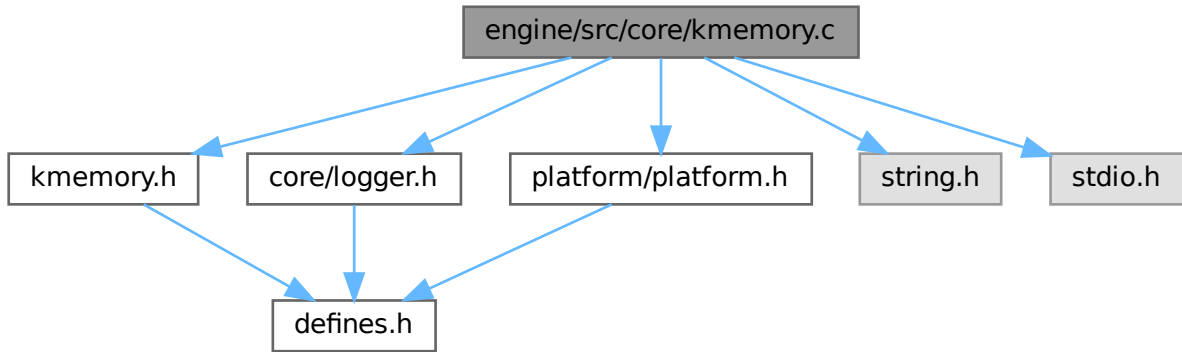 engine/src/core/kmemory.c
kmemory.h
core/logger.h
platform/platform.h
string.h
stdio.h
defines.h